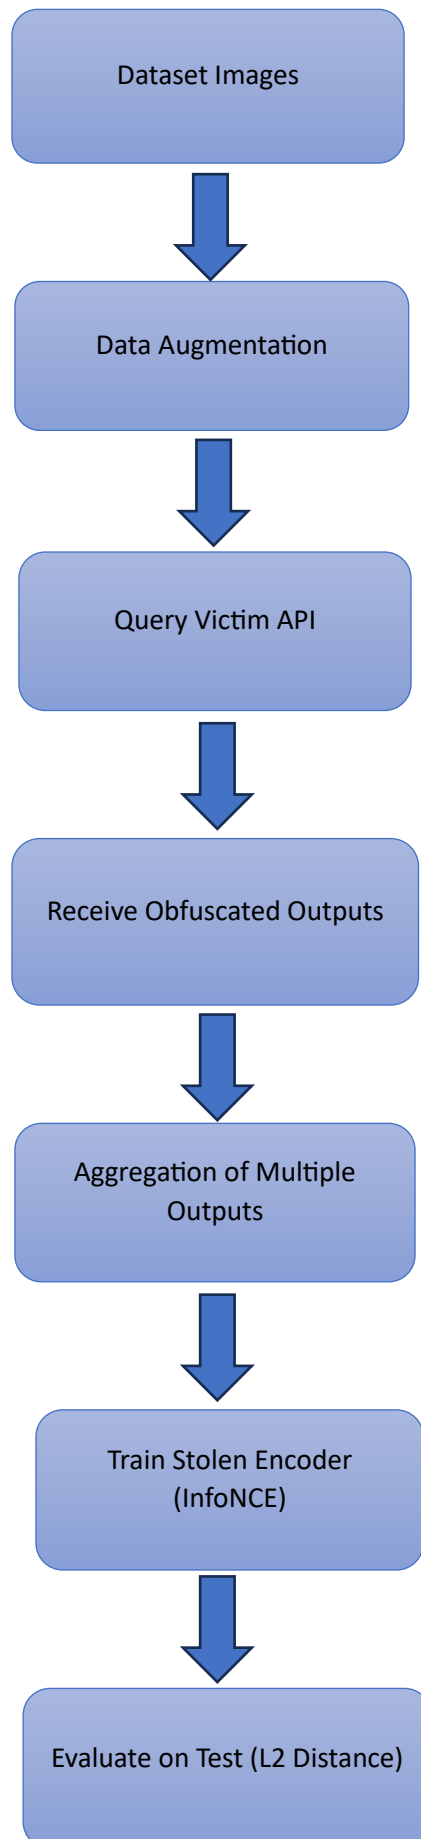 Dataset Images
Data Augmentation
Query Victim API
Receive Obfuscated Outputs
Aggregation of Multiple
Outputs
Train Stolen Encoder
(InfoNCE)
Evaluate on Test (L2 Distance)